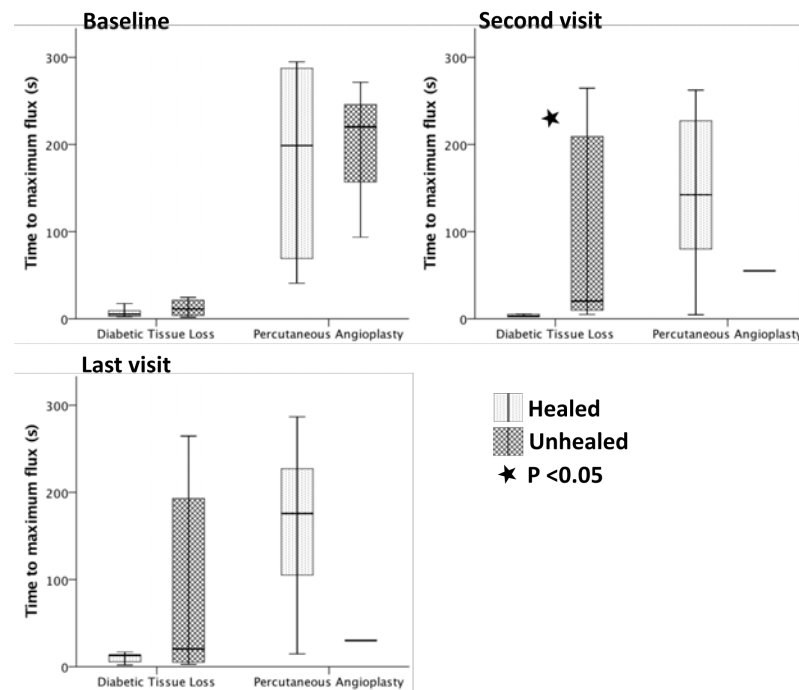 Baseline
Time to maximum flux (s)
300
200
100
0
Diabetic Tissue Loss Percutaneous Angioplasty
Second visit
Time to maximum flux (s)
300
200
100
0
Diabetic Tissue Loss Percutaneous Angioplasty
Last visit
Time to maximum flux (s)
300
200
100
0
Diabetic Tissue Loss Percutaneous Angioplasty
Healed
Unhealed
★ P <0.05